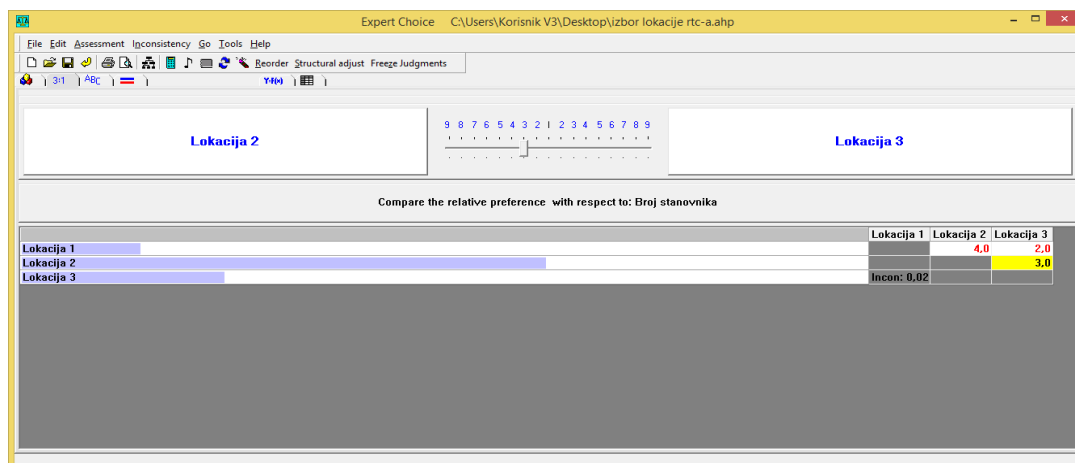 Expert Choice C:\Users\Korisnik V3\Desktop\izbor lokacije rtc-a.ahp
File Edit Assessment Inconsistency Go Tools Help
Reorder Structural adjust Freeze Judgments
3:1 ABC Y=F(x)
9 8 7 6 5 4 3 2 1 2 3 4 5 6 7 8 9
Lokacija 2 Lokacija 3
Compare the relative preference with respect to: Broj stanovnika
Lokacija 1 Lokacija 2 Lokacija 3
Lokacija 1 4,0 2,0
Lokacija 2 3,0
Lokacija 3 Incon: 0,02